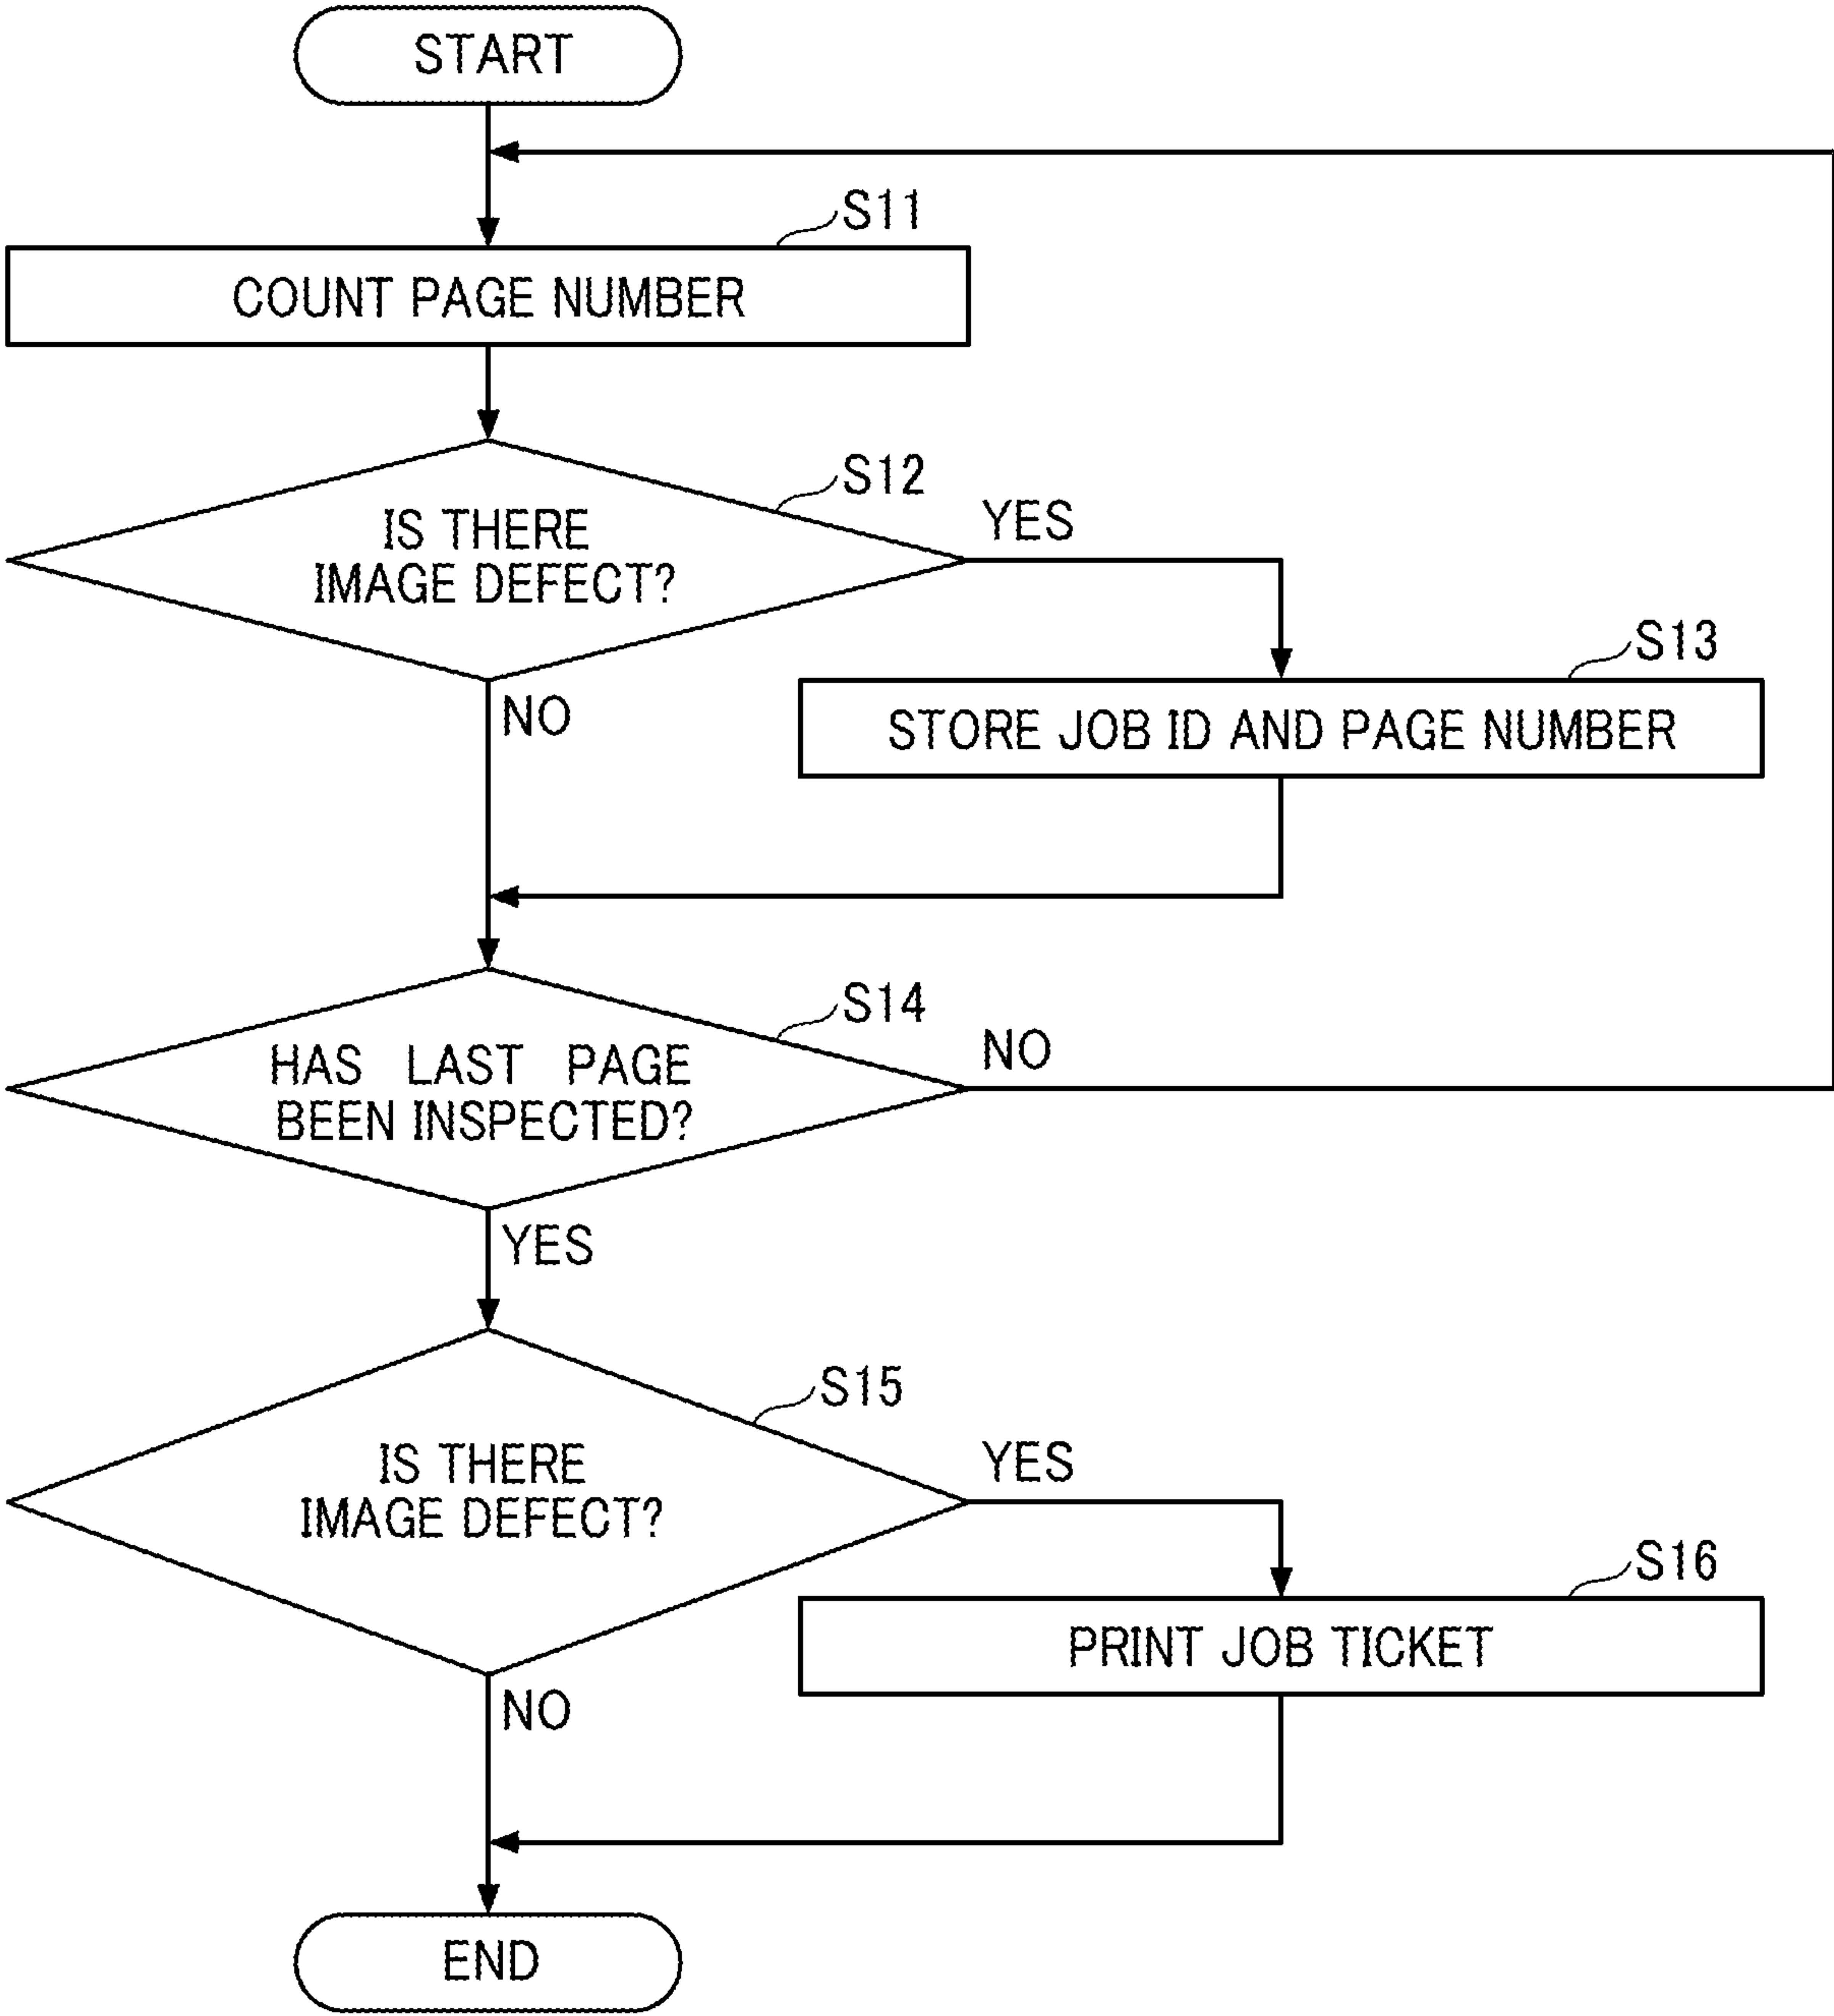 START
S11
COUNT PAGE NUMBER
S12
IS THERE
IMAGE DEFECT?
YES
NO
S13
STORE JOB ID AND PAGE NUMBER
S14
HAS LAST PAGE
BEEN INSPECTED?
NO
YES
S15
IS THERE
IMAGE DEFECT?
YES
NO
S16
PRINT JOB TICKET
END